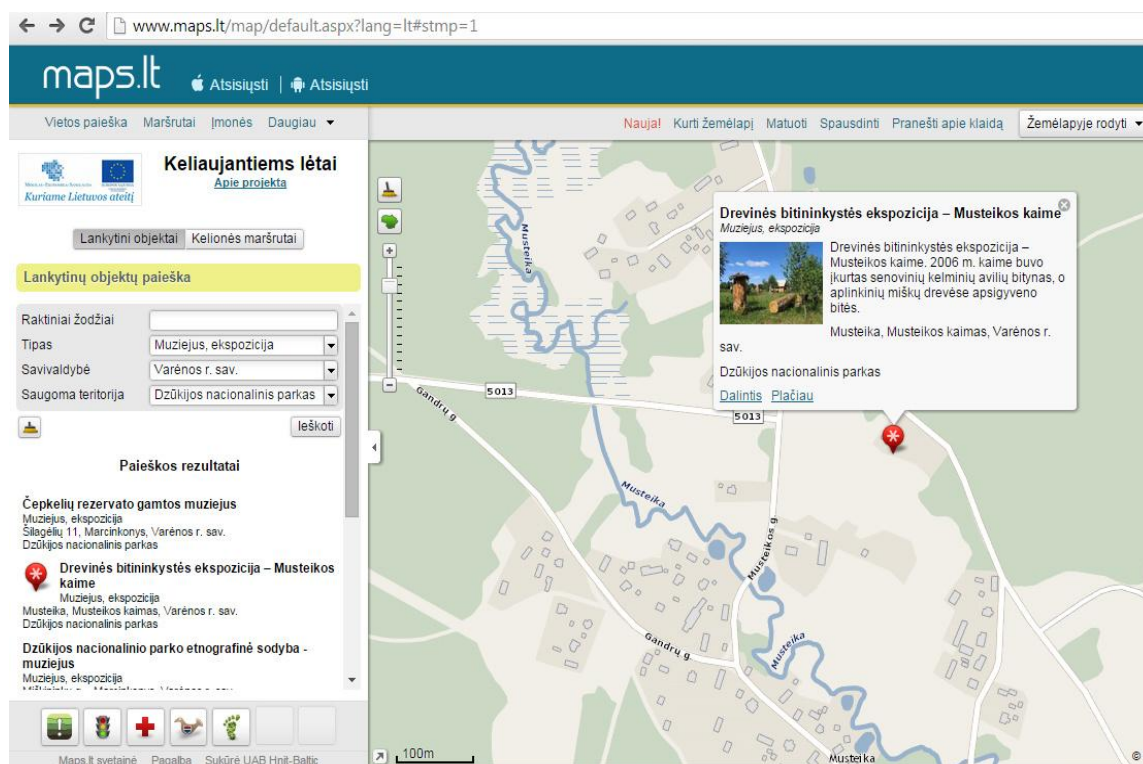 www.maps.lt/map/default.aspx?lang=lt#stmp=1
maps.lt Atsisiųsti | Atsisiųsti
Vietos paieška Maršrutai Įmonės Daugiau
Nauja! Kurti žemėlapį Matuoti Spausdinti Pranešti apie klaidą Žemėlapyje rodyti
Kuriame Lietuvos ateitį
Keliaujantiems lėtai
Apie projektą
Lankytini objektai Kelionės maršrutai
Lankytinų objektų paieška
Raktiniai žodžiai
Tipas Muziejus, ekspozicija
Savivaldybė Varėnos r. sav.
Saugoma teritorija Dzūkijos nacionalinis parkas
Ieškoti
Paieškos rezultatai
Čepkelių rezervato gamtos muziejus
Muziejus, ekspozicija
Šilagėlių 11, Marcinkonys, Varėnos r. sav.
Dzūkijos nacionalinis parkas
Drevinės bitininkystės ekspozicija – Musteikos
kaime
Muziejus, ekspozicija
Musteika, Musteikos kaimas, Varėnos r. sav.
Dzūkijos nacionalinis parkas
Dzūkijos nacionalinio parko etnografinė sodyba -
muziejus
Muziejus, ekspozicija
Maps.lt svetainė Pagalba Sukūrė UAB Hnit-Baltic
Drevinės bitininkystės ekspozicija – Musteikos kaime
Muziejus, ekspozicija
Drevinės bitininkystės ekspozicija –
Musteikos kaime. 2006 m. kaime buvo
įkurtas senovinių kelminių avilių bitynas, o
aplinkinių miškų drevėse apsigyveno
bitės.
Musteika, Musteikos kaimas, Varėnos r.
sav.
Dzūkijos nacionalinis parkas
Dalintis Plačiau
Musteika
Gandrų g.
5013
5013
Musteika
Musteikos g.
Gandrų g.
Musteika
Musteika
100m
©